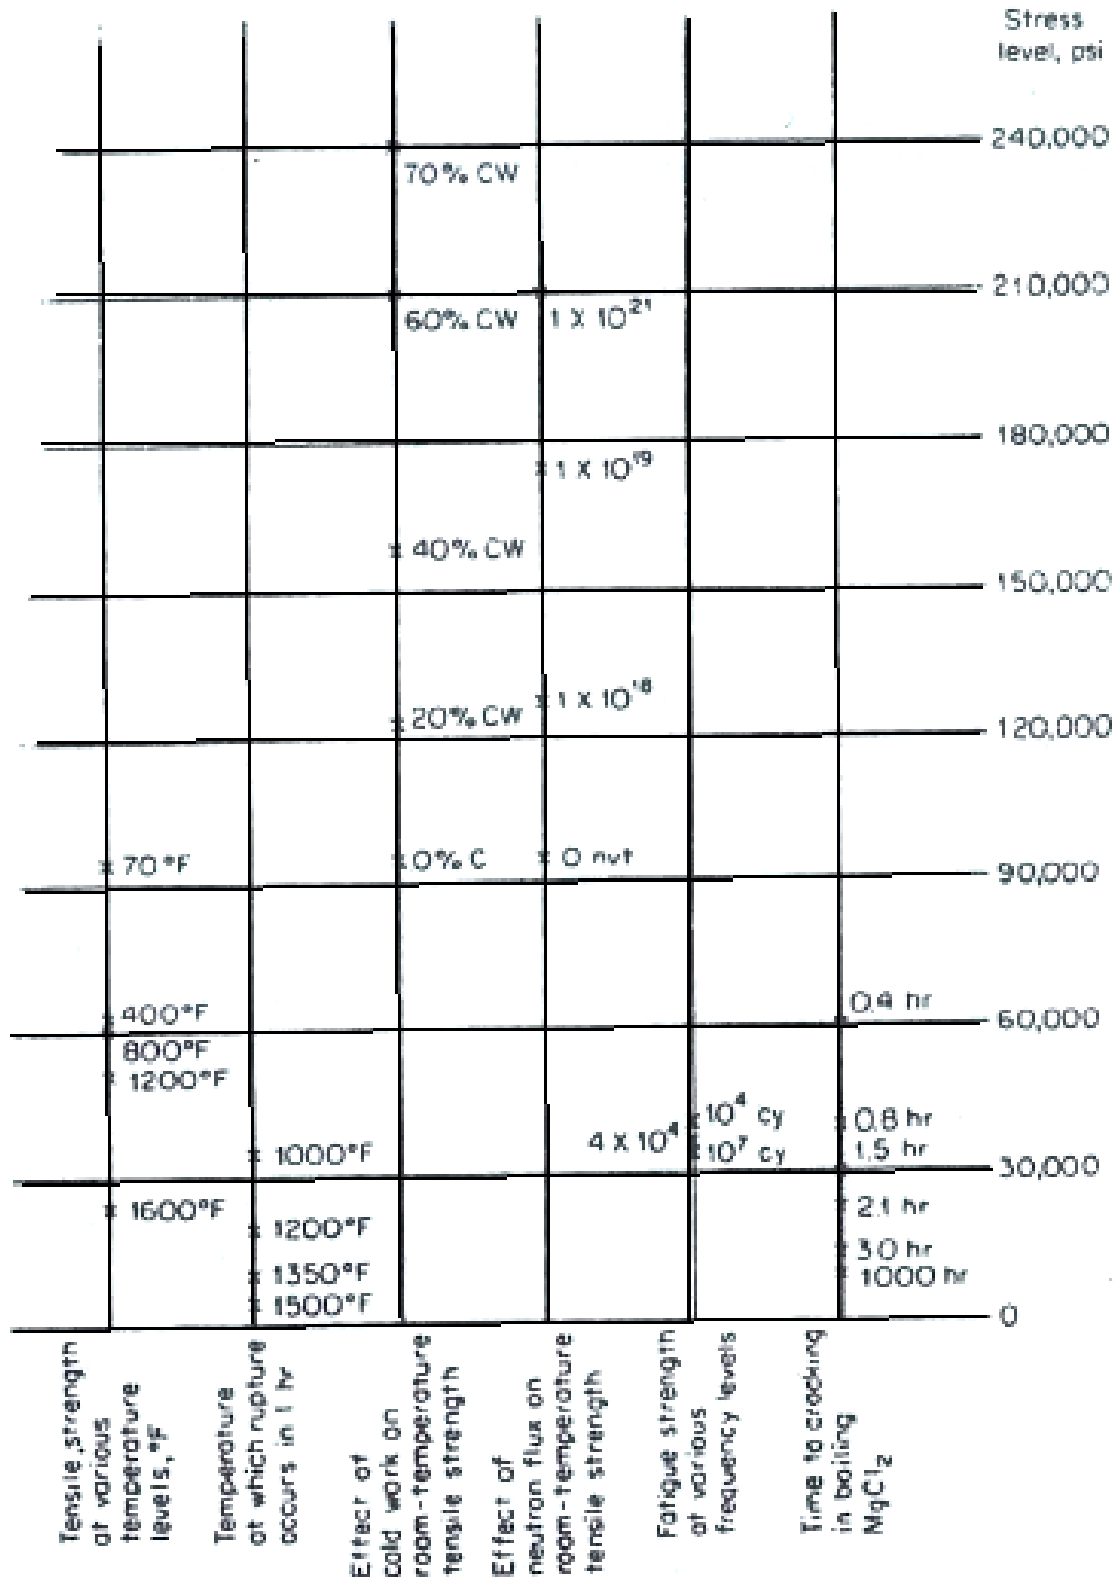 Stress
level, psi
240,000
70% CW
210,000
60% CW
1 X 10²¹
180,000
1 X 10¹⁹
40% CW
150,000
1 X 10¹⁸
20% CW
120,000
70°F
0% C
0 nvt
90,000
400°F
0.4 hr
60,000
800°F
1200°F
10⁴ cy
0.8 hr
4 X 10⁴
10⁷ cy
1.5 hr
1000°F
30,000
1600°F
2.1 hr
1200°F
3.0 hr
1350°F
1000 hr
1500°F
0
Tensile strength
at various
temperature
levels, °F
Temperature
at which rupture
occurs in 1 hr
Effect of
cold work on
room-temperature
tensile strength
Effect of
neutron flux on
room-temperature
tensile strength
Fatigue strength
at various
frequency levels
Time to cracking
in boiling
MgCl₂